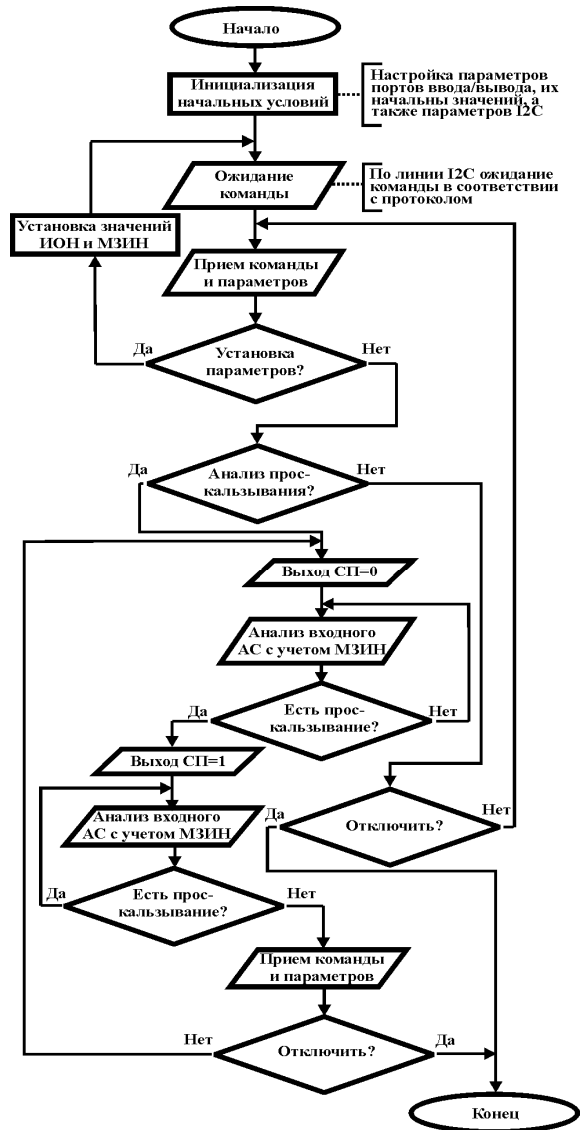 Начало
Инициализация
начальных условий
Настройка параметров
портов ввода/вывода, их
начальны значений, а
также параметров I2C
Ожидание
команды
По линии I2C ожидание
команды в соответствии
с протоколом
Установка значений
ИОН и МЗИН
Прием команды
и параметров
Да
Установка
параметров?
Нет
Да
Анализ прос-
кальзывания?
Нет
Выход СП=0
Анализ входного
АС с учетом МЗИН
Да
Есть прос-
кальзывание?
Нет
Выход СП=1
Анализ входного
АС с учетом МЗИН
Да
Отключить?
Нет
Да
Есть прос-
кальзывание?
Нет
Прием команды
и параметров
Нет
Отключить?
Да
Конец